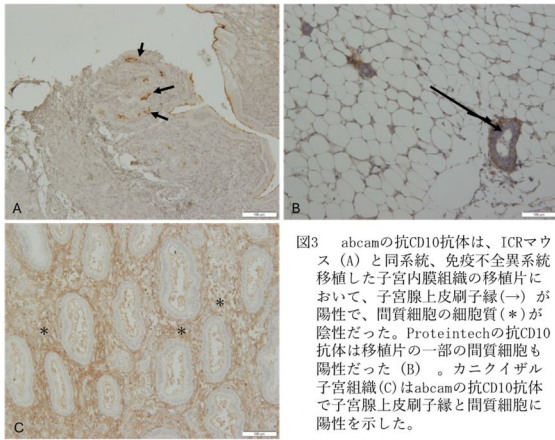 A
B
C
100 μm
100 μm
図3 abcamの抗CD10抗体は、ICRマウ
ス (A) と同系統、免疫不全異系統
移植した子宮内膜組織の移植片に
おいて、子宮腺上皮刷子縁(→) が
陽性で、間質細胞の細胞質(*)が
陰性だった。Proteintechの抗CD10
抗体は移植片の一部の間質細胞も
陽性だった (B) 。カニクイザル
子宮組織(C)はabcamの抗CD10抗体
で子宮腺上皮刷子縁と間質細胞に
陽性を示した。